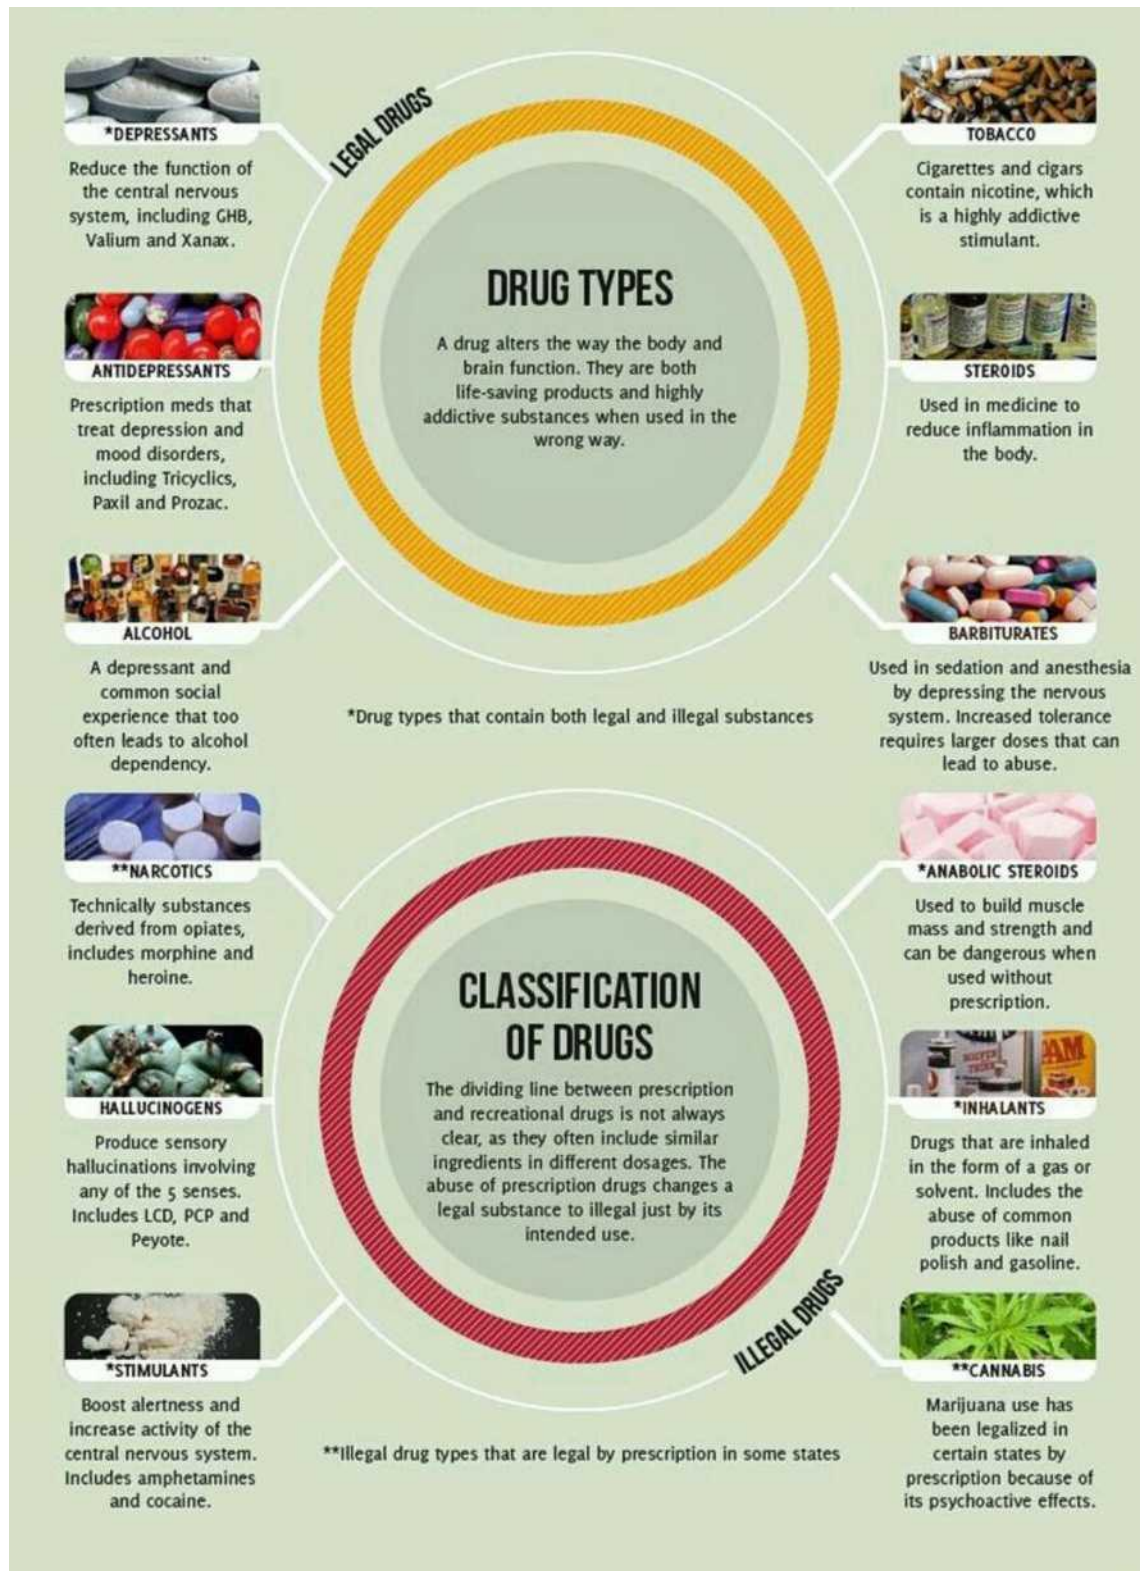 LEGAL DRUGS
*DEPRESSANTS
Reduce the function of
the central nervous
system, including GHB,
Valium and Xanax.
ANTIDEPRESSANTS
Prescription meds that
treat depression and
mood disorders,
including Tricyclics,
Paxil and Prozac.
ALCOHOL
A depressant and
common social
experience that too
often leads to alcohol
dependency.
DRUG TYPES
A drug alters the way the body and
brain function. They are both
life-saving products and highly
addictive substances when used in the
wrong way.
*Drug types that contain both legal and illegal substances
TOBACCO
Cigarettes and cigars
contain nicotine, which
is a highly addictive
stimulant.
STEROIDS
Used in medicine to
reduce inflammation in
the body.
BARBITURATES
Used in sedation and anesthesia
by depressing the nervous
system. Increased tolerance
requires larger doses that can
lead to abuse.
**NARCOTICS
Technically substances
derived from opiates,
includes morphine and
heroine.
HALLUCINOGENS
Produce sensory
hallucinations involving
any of the 5 senses.
Includes LCD, PCP and
Peyote.
*STIMULANTS
Boost alertness and
increase activity of the
central nervous system.
Includes amphetamines
and cocaine.
CLASSIFICATION
OF DRUGS
The dividing line between prescription
and recreational drugs is not always
clear, as they often include similar
ingredients in different dosages. The
abuse of prescription drugs changes a
legal substance to illegal just by its
intended use.
ILLEGAL DRUGS
**Illegal drug types that are legal by prescription in some states
*ANABOLIC STEROIDS
Used to build muscle
mass and strength and
can be dangerous when
used without
prescription.
*INHALANTS
Drugs that are inhaled
in the form of a gas or
solvent. Includes the
abuse of common
products like nail
polish and gasoline.
**CANNABIS
Marijuana use has
been legalized in
certain states by
prescription because of
its psychoactive effects.